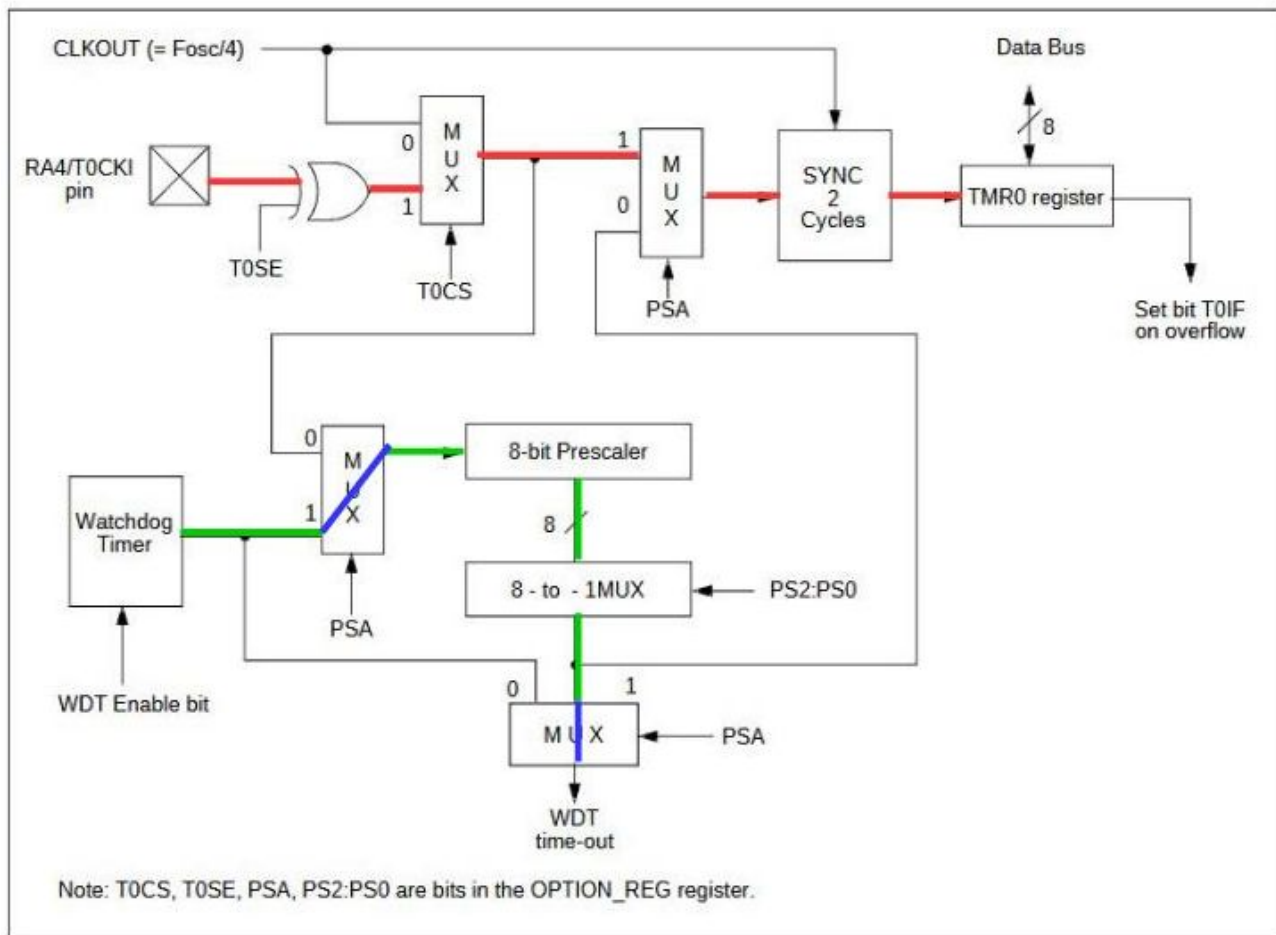 CLKOUT (= Fosc/4)
Data Bus
8
RA4/T0CKI
pin
0
1
M
U
X
T0SE
T0CS
1
0
M
U
X
PSA
SYNC
2
Cycles
TMR0 register
Set bit T0IF
on overflow
0
1
M
U
X
PSA
8-bit Prescaler
8
Watchdog
Timer
8 - to - 1MUX
PS2:PS0
WDT Enable bit
0
1
M U X
PSA
WDT
time-out
Note: T0CS, T0SE, PSA, PS2:PS0 are bits in the OPTION_REG register.